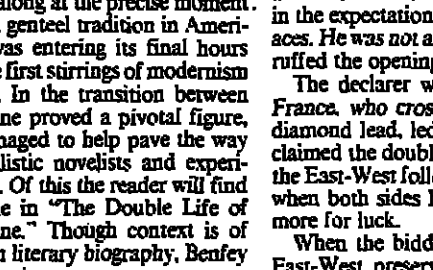 along at the precise moment.
genteel tradition in Ameri-
was entering its final hours
e first stirrings of modernism
In the transition between
ne proved a pivotal figure,
naged to help pave the way
listic novelists and experi-
Of this the reader will find
e in "The Double Life of
ne." Though context is of
n literary biography, Benfey
in the expectation
aces. He was not a
ruffed the opening
The declarer w
France, who cros
diamond lead, led
claimed the doubl
the East-West foll
when both sides
more for luck.
When the bidd
East-West preser